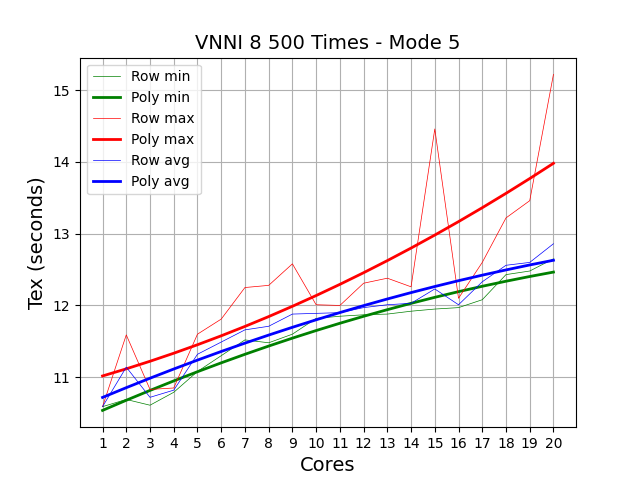 VNNI 8 500 Times - Mode 5
Tex (seconds)
15
14
13
12
11
Row min
Poly min
Row max
Poly max
Row avg
Poly avg
1 2 3 4 5 6 7 8 9 10 11 12 13 14 15 16 17 18 19 20
Cores